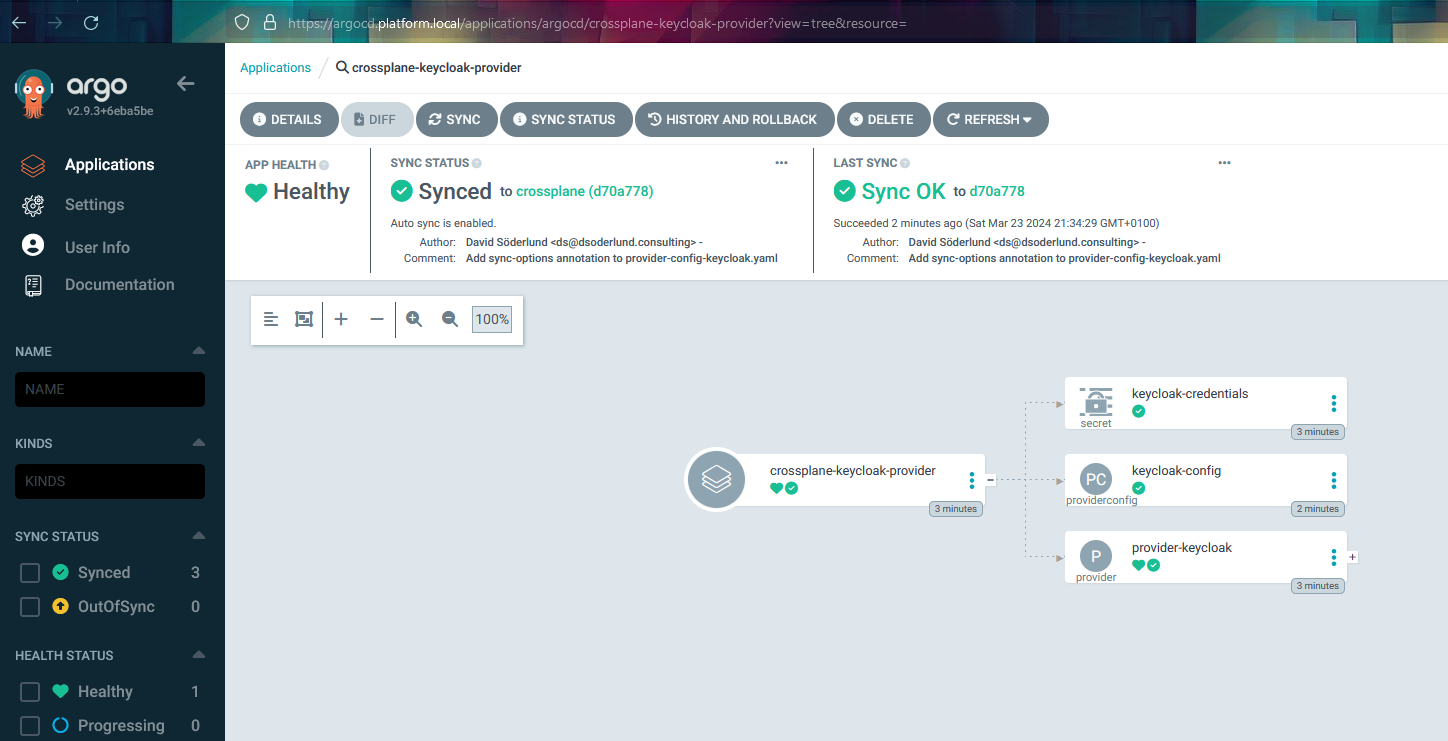 https://argocd.platform.local/applications/argocd/crossplane-keycloak-provider?view=tree&resource=
argo
v2.9.3+6eba5be
Applications
Settings
User Info
Documentation
NAME
NAME
KINDS
KINDS
SYNC STATUS
Synced 3
OutOfSync 0
HEALTH STATUS
Healthy 1
Progressing 0
Applications / crossplane-keycloak-provider
DETAILS DIFF SYNC SYNC STATUS HISTORY AND ROLLBACK DELETE REFRESH
APP HEALTH
Healthy
SYNC STATUS
Synced to crossplane (d70a778)
Auto sync is enabled.
Author: David Söderlund <ds@dsoderlund.consulting> -
Comment: Add sync-options annotation to provider-config-keycloak.yaml
LAST SYNC
Sync OK to d70a778
Succeeded 2 minutes ago (Sat Mar 23 2024 21:34:29 GMT+0100)
Author: David Söderlund <ds@dsoderlund.consulting> -
Comment: Add sync-options annotation to provider-config-keycloak.yaml
100%
crossplane-keycloak-provider
3 minutes
keycloak-credentials
secret
3 minutes
PC
keycloak-config
providerconfig
2 minutes
P
provider-keycloak
provider
3 minutes